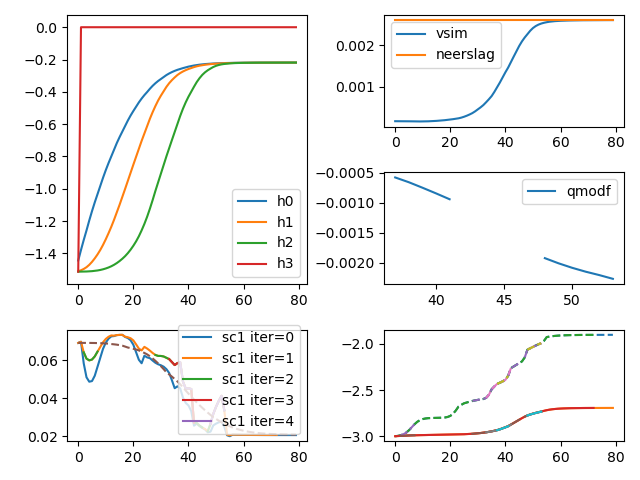 0.0
−0.2
−0.4
−0.6
−0.8
−1.0
−1.2
−1.4
0 20 40 60 80
h0
h1
h2
h3
0.002
0.001
0 20 40 60 80
vsim
neerslag
−0.0005
−0.0010
−0.0015
−0.0020
40 45 50
qmodf
0.06
0.04
0.02
0 20 40 60 80
sc1 iter=0
sc1 iter=1
sc1 iter=2
sc1 iter=3
sc1 iter=4
−2.0
−2.5
−3.0
0 20 40 60 80